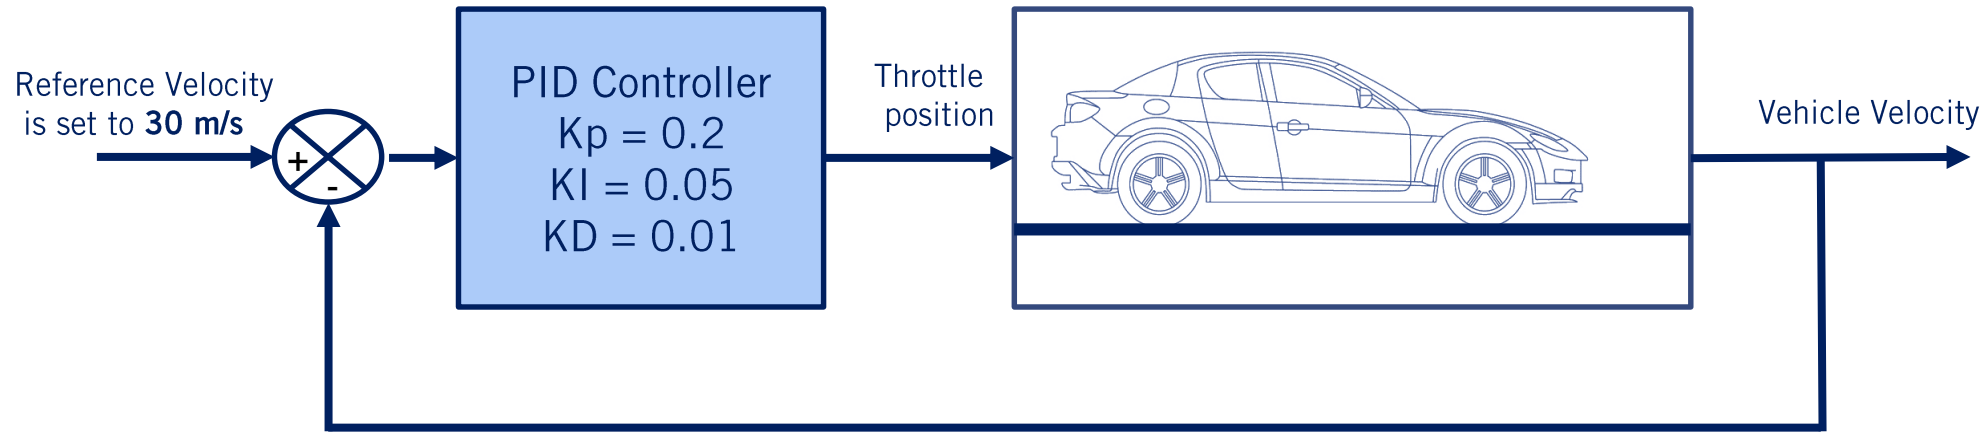 Reference Velocity
is set to 30 m/s
+
-
PID Controller
Kp = 0.2
KI = 0.05
KD = 0.01
Throttle
position
Vehicle Velocity